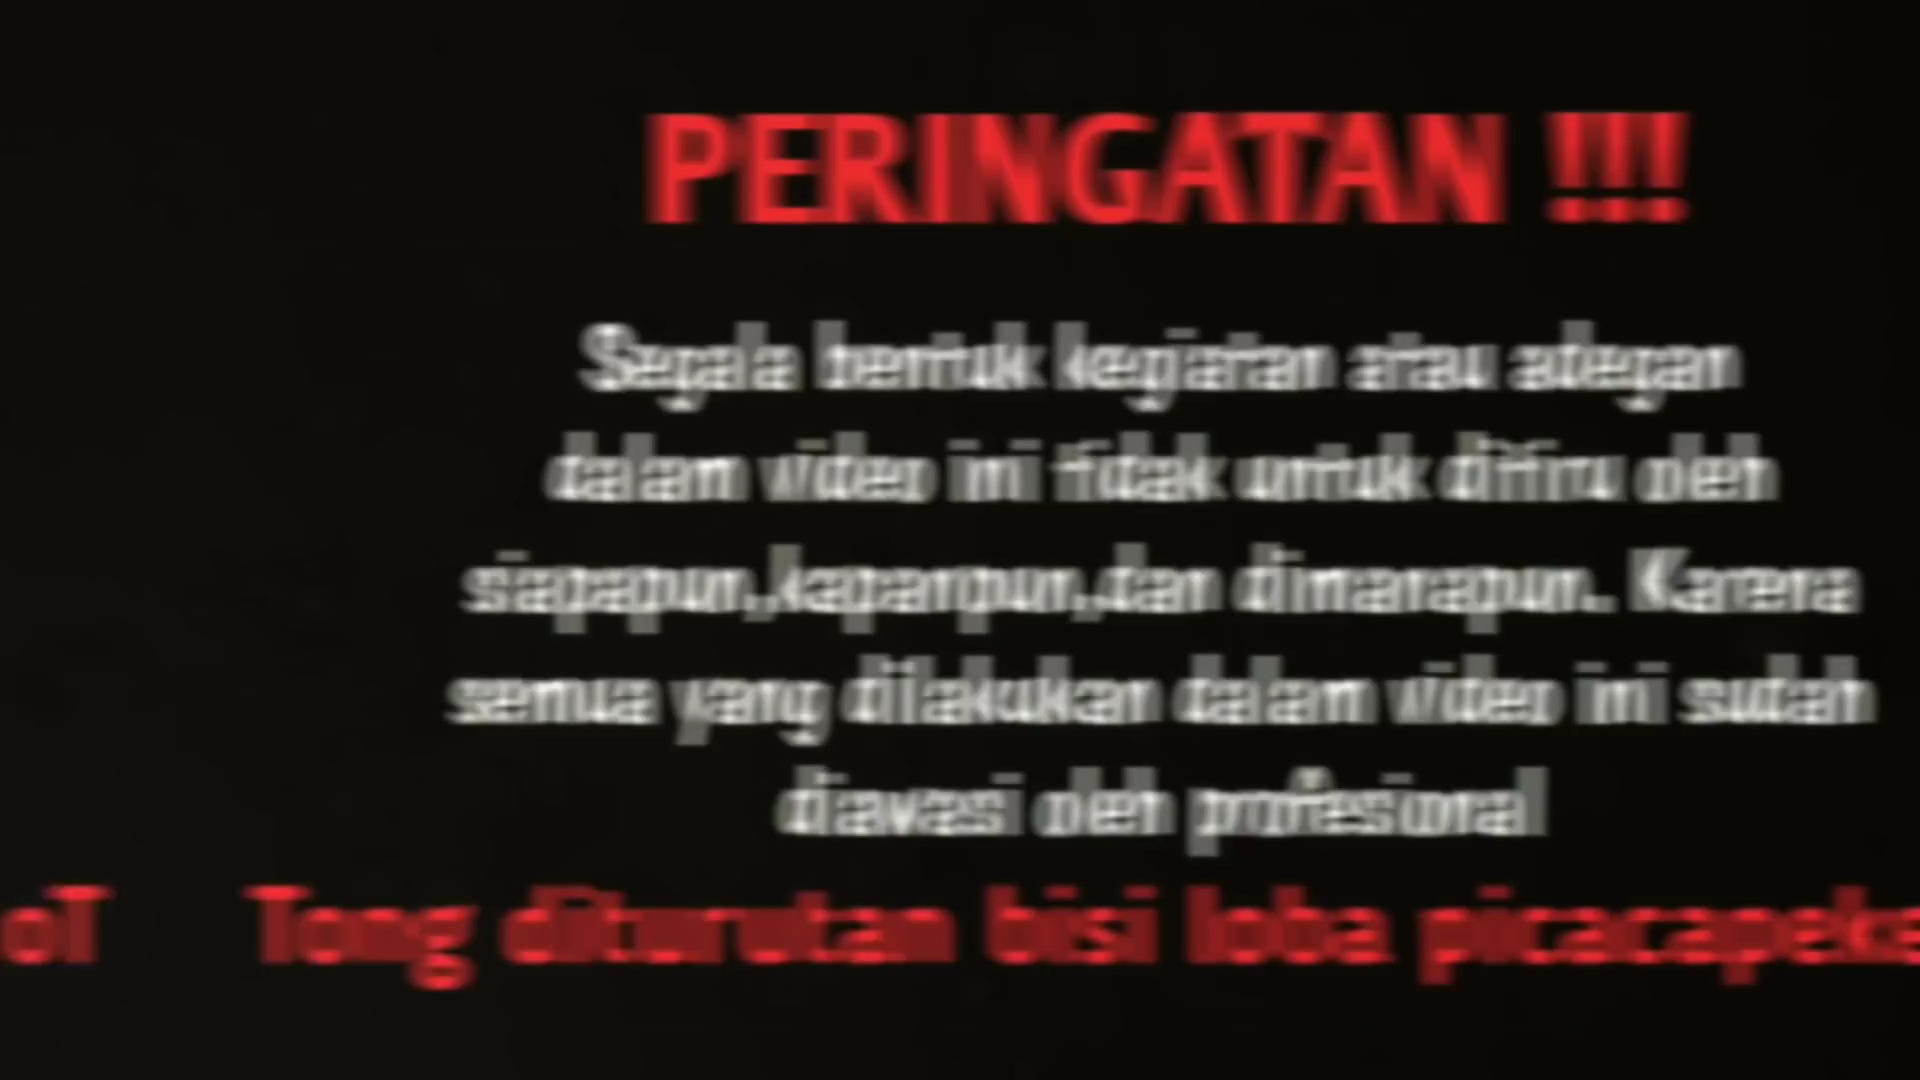 PERINGATAN !!!
Segala bentuk kegiatan atau adegan
dalam video ini tidak untuk ditiru oleh
siapapun, kapanpun, dan dimanapun. Karena
semua yang dilakukan dalam video ini sudah
diawasi oleh profesional
Tong diturutan bisi loba